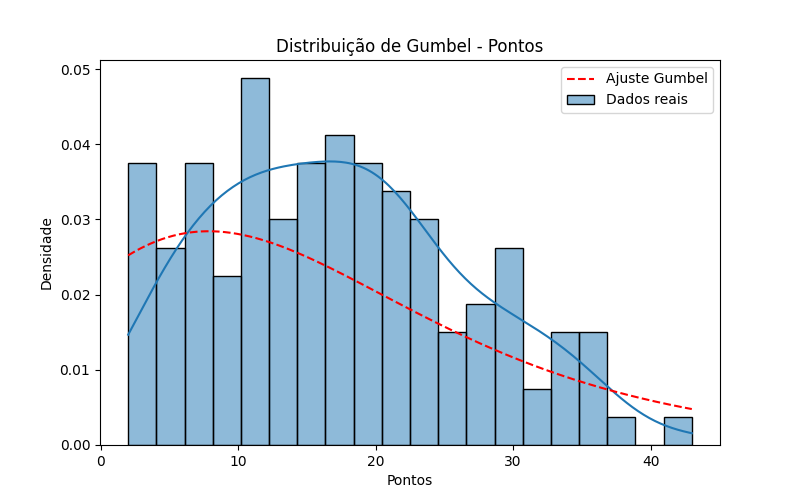 Distribuição de Gumbel - Pontos
Ajuste Gumbel
Dados reais
Densidade
0.05
0.04
0.03
0.02
0.01
0.00
0 10 20 30 40
Pontos